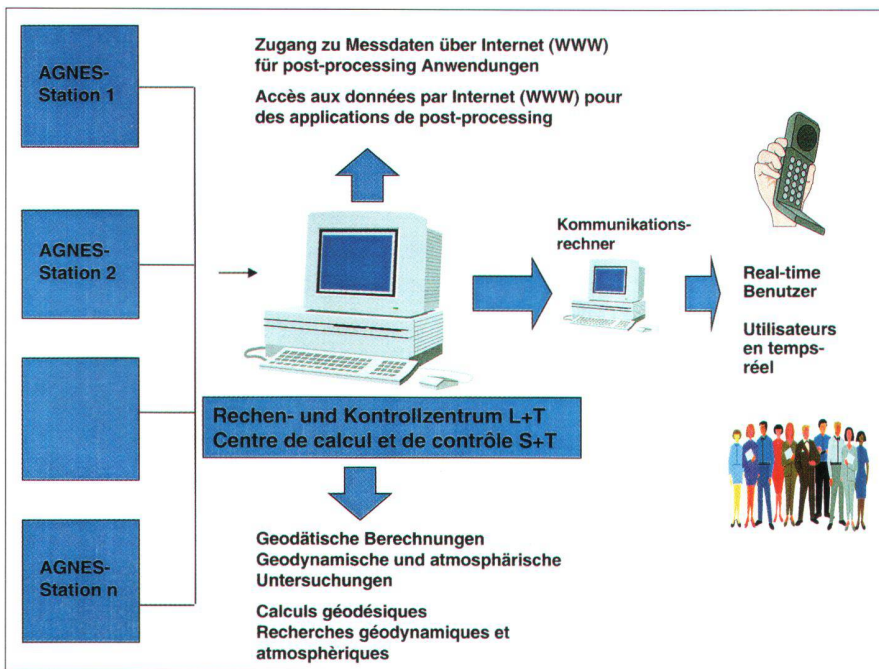 AGNES-
Station 1
AGNES-
Station 2
AGNES-
Station n
Zugang zu Messdaten über Internet (WWW)
für post-processing Anwendungen
Accès aux données par Internet (WWW) pour
des applications de post-processing
Kommunikations-
rechner
Real-time
Benutzer
Utilisateurs
en temps-
réel
Rechen- und Kontrollzentrum L+T
Centre de calcul et de contrôle S+T
Geodätische Berechnungen
Geodynamische und atmosphärische
Untersuchungen
Calculs géodésiques
Recherches géodynamiques et
atmosphèriques